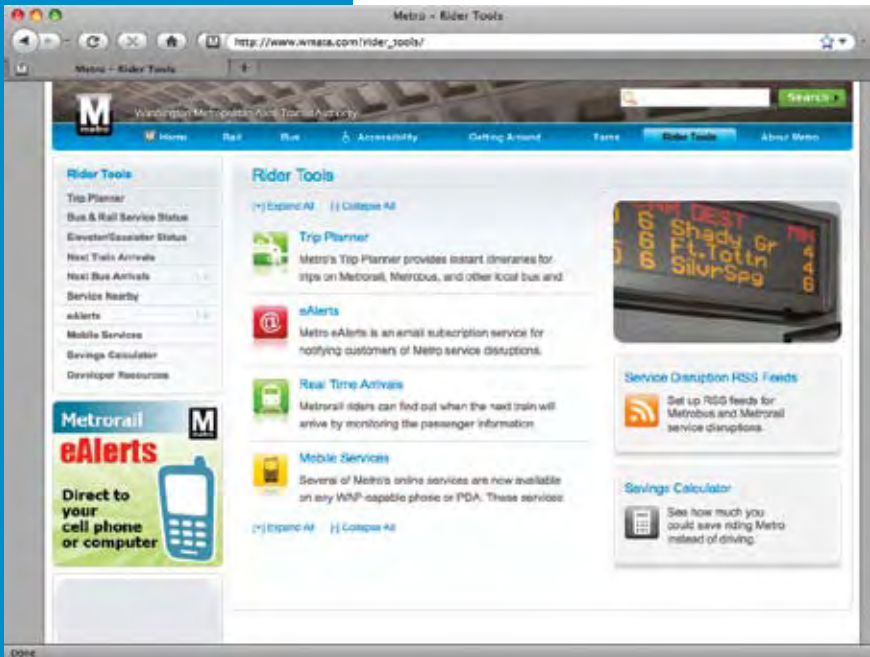 Metro – Rider Tools
http://www.wmata.com/rider_tools/
Metro – Rider Tools
M
metro
Washington Metropolitan Area Transit Authority
Search
Home
Rail
Bus
Accessibility
Getting Around
Fares
Rider Tools
About Metro
Rider Tools
Trip Planner
Bus & Rail Service Status
Elevator/Escalator Status
Next Train Arrivals
Next Bus Arrivals
Service Nearby
eAlerts
Mobile Services
Savings Calculator
Developer Resources
Metrorail
M
metro
eAlerts
Direct to
your
cell phone
or computer
Rider Tools
[+] Expand All [-] Collapse All
Trip Planner
Metro's Trip Planner provides instant itineraries for
trips on Metrorail, Metrobus, and other local bus and
@
eAlerts
Metro eAlerts is an email subscription service for
notifying customers of Metro service disruptions.
Real Time Arrivals
Metrorail riders can find out when the next train will
arrive by monitoring the passenger information
Mobile Services
Several of Metro's online services are now available
on any WAP-capable phone or PDA. These services
[+] Expand All [-] Collapse All
CAR DEST MN
6 Shady Gr 4
6 Ft.Tottn 4
6 SilvrSpg 6
Service Disruption RSS Feeds
Set up RSS feeds for
Metrobus and Metrorail
service disruptions.
Savings Calculator
See how much you
could save riding Metro
instead of driving.
Done